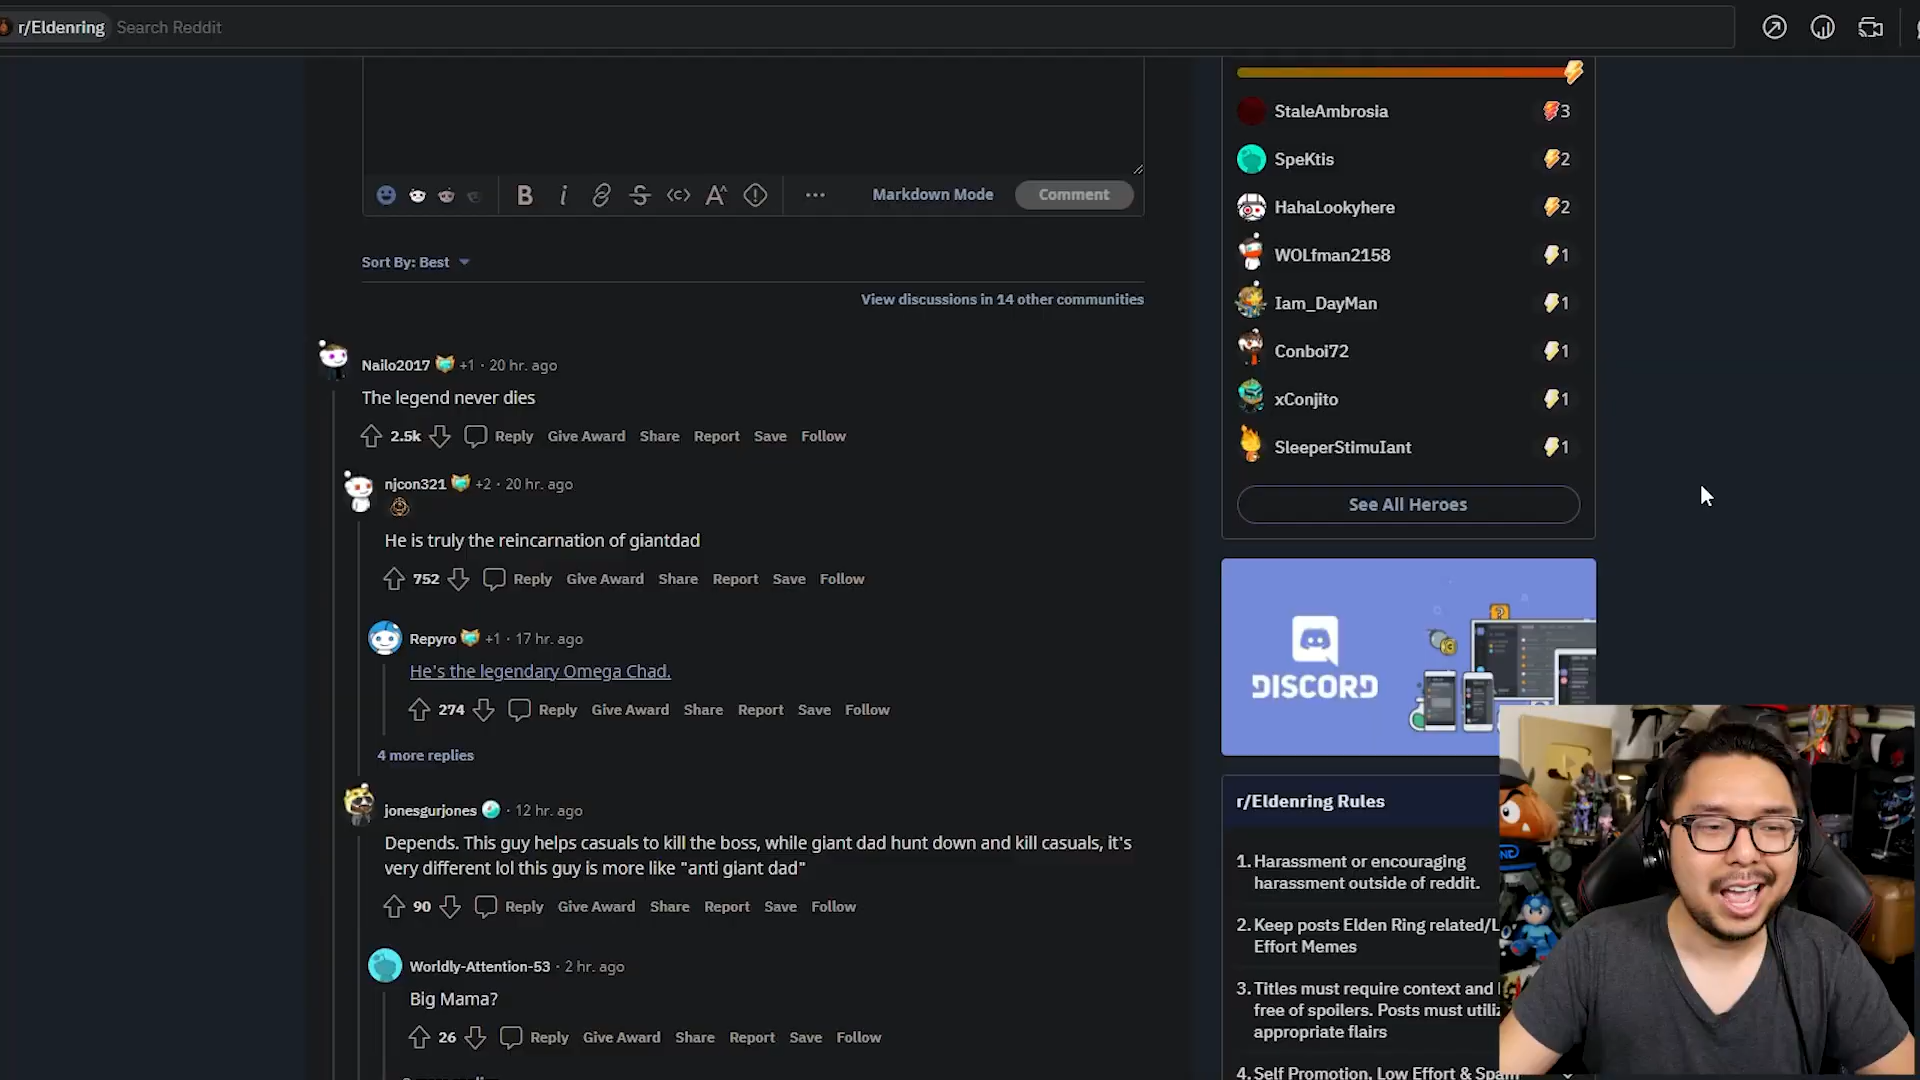 r/Eldenring Search Reddit
B i
Markdown Mode Comment
Sort By: Best
View discussions in 14 other communities
Nailo2017 +1 · 20 hr. ago
The legend never dies
2.5k Reply Give Award Share Report Save Follow
njcon321 +2 · 20 hr. ago
He is truly the reincarnation of giantdad
752 Reply Give Award Share Report Save Follow
Repyro +1 · 17 hr. ago
He's the legendary Omega Chad.
274 Reply Give Award Share Report Save Follow
4 more replies
jonesgurjones · 12 hr. ago
Depends. This guy helps casuals to kill the boss, while giant dad hunt down and kill casuals, it's
very different lol this guy is more like "anti giant dad"
90 Reply Give Award Share Report Save Follow
Worldly-Attention-53 · 2 hr. ago
Big Mama?
26 Reply Give Award Share Report Save Follow
StaleAmbrosia 3
SpeKtis 2
HahaLookyhere 2
WOLfman2158 1
Iam_DayMan 1
Conboi72 1
xConjito 1
SleeperStimuIant 1
See All Heroes
DISCORD
r/Eldenring Rules
1. Harassment or encouraging
harassment outside of reddit.
2. Keep posts Elden Ring related/L
Effort Memes
3. Titles must require context and
free of spoilers. Posts must utili
appropriate flairs
4. Self Promotion, Low Effort & Spam